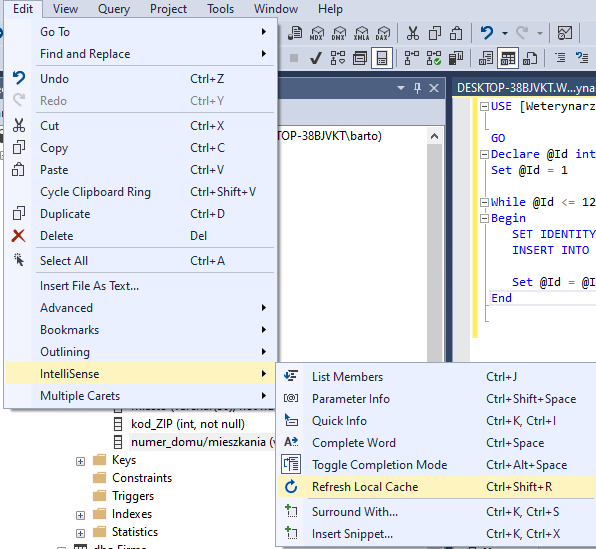 Edit View Query Project Tools Window Help
Go To
Find and Replace
Undo Ctrl+Z
Redo Ctrl+Y
Cut Ctrl+X
Copy Ctrl+C
Paste Ctrl+V
Cycle Clipboard Ring Ctrl+Shift+V
Duplicate Ctrl+D
Delete Del
Select All Ctrl+A
Insert File As Text...
Advanced
Bookmarks
Outlining
IntelliSense
Multiple Carets
List Members Ctrl+J
Parameter Info Ctrl+Shift+Space
Quick Info Ctrl+K, Ctrl+I
Complete Word Ctrl+Space
Toggle Completion Mode Ctrl+Alt+Space
Refresh Local Cache Ctrl+Shift+R
Surround With... Ctrl+K, Ctrl+S
Insert Snippet... Ctrl+K, Ctrl+X
MDX DMX XMLA DAX
TOP-38BJVKT\barto)
DESKTOP-38BJVKT.W...yna
USE [Weterynarz
GO
Declare @Id int
Set @Id = 1
While @Id <= 12
Begin
SET IDENTITY
INSERT INTO
Set @Id = @I
End
kod_ZIP (int, not null)
numer_domu/mieszkania (v
Keys
Constraints
Triggers
Indexes
Statistics